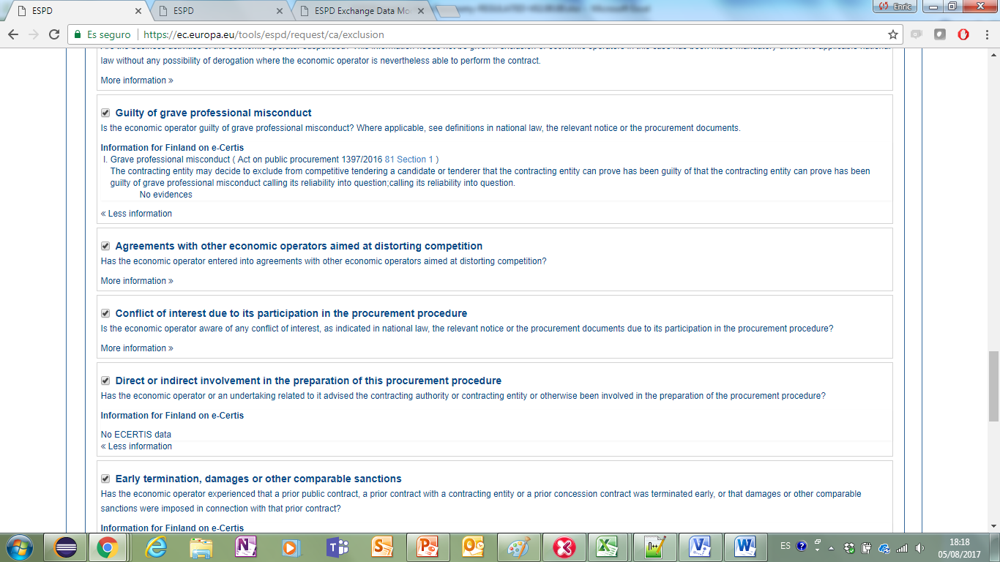 ESPD
ESPD
ESPD Exchange Data Mo
Microsoft Excel
Enric
Es seguro
https://ec.europa.eu/tools/espd/request/ca/exclusion
law without any possibility of derogation where the economic operator is nevertheless able to perform the contract.
More information »
Guilty of grave professional misconduct
Is the economic operator guilty of grave professional misconduct? Where applicable, see definitions in national law, the relevant notice or the procurement documents.
Information for Finland on e-Certis
I. Grave professional misconduct ( Act on public procurement 1397/2016 81 Section 1 )
The contracting entity may decide to exclude from competitive tendering a candidate or tenderer that the contracting entity can prove has been guilty of that the contracting entity can prove has been
guilty of grave professional misconduct calling its reliability into question;calling its reliability into question.
No evidences
« Less information
Agreements with other economic operators aimed at distorting competition
Has the economic operator entered into agreements with other economic operators aimed at distorting competition?
More information »
Conflict of interest due to its participation in the procurement procedure
Is the economic operator aware of any conflict of interest, as indicated in national law, the relevant notice or the procurement documents due to its participation in the procurement procedure?
More information »
Direct or indirect involvement in the preparation of this procurement procedure
Has the economic operator or an undertaking related to it advised the contracting authority or contracting entity or otherwise been involved in the preparation of the procurement procedure?
Information for Finland on e-Certis
No ECERTIS data
« Less information
Early termination, damages or other comparable sanctions
Has the economic operator experienced that a prior public contract, a prior contract with a contracting entity or a prior concession contract was terminated early, or that damages or other comparable
sanctions were imposed in connection with that prior contract?
Information for Finland on e-Certis
ES
18:18
05/08/2017